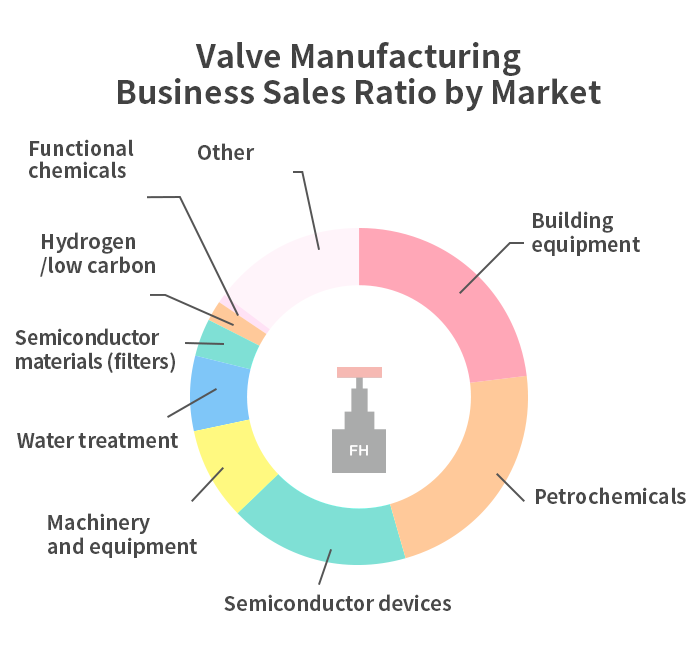 Valve Manufacturing
Business Sales Ratio by Market
Functional
chemicals
Other
Building
equipment
Hydrogen
/low carbon
Semiconductor
materials (filters)
Water treatment
FH
Petrochemicals
Machinery
and equipment
Semiconductor devices